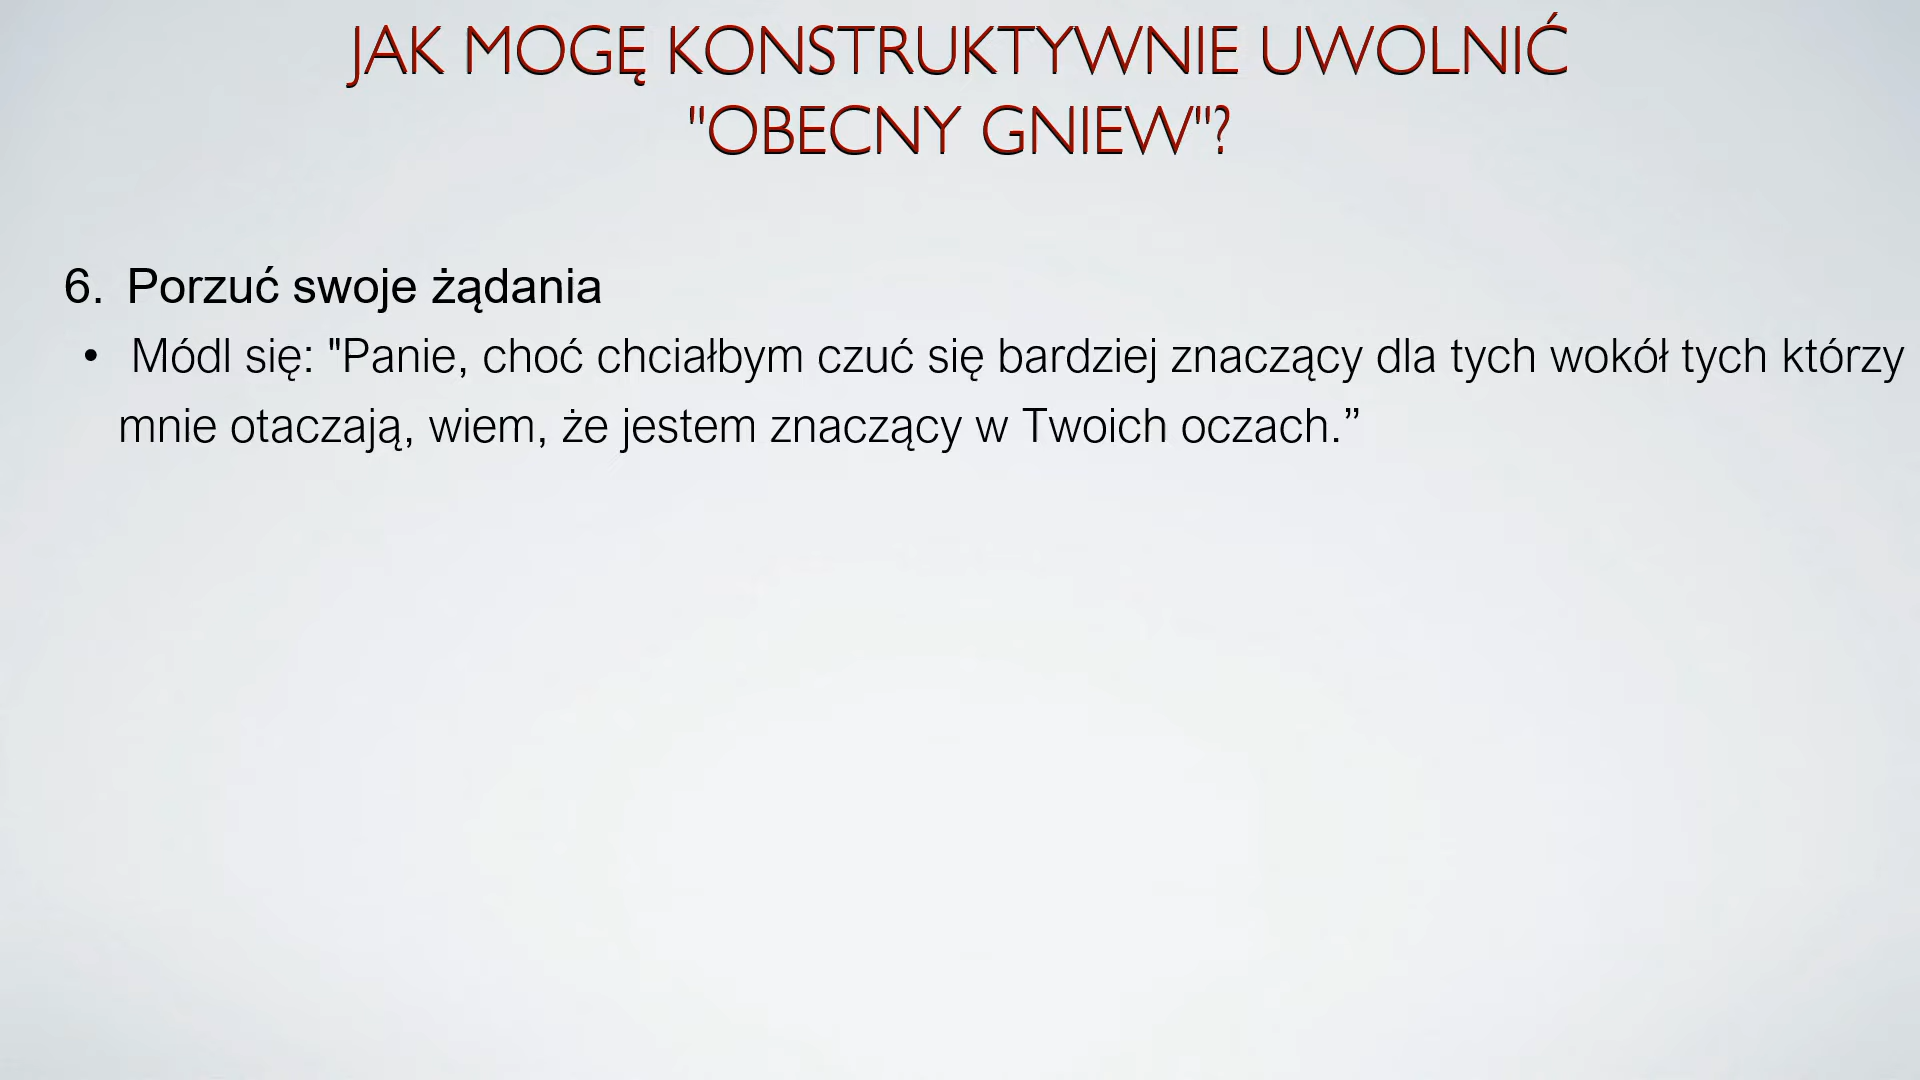 JAK MOGĘ KONSTRUKTYWNIE UWOLNIĆ
"OBECNY GNIEW"?
6. Porzuć swoje żądania
• Módl się: "Panie, choć chciałbym czuć się bardziej znaczący dla tych wokół tych którzy
mnie otaczają, wiem, że jestem znaczący w Twoich oczach.”